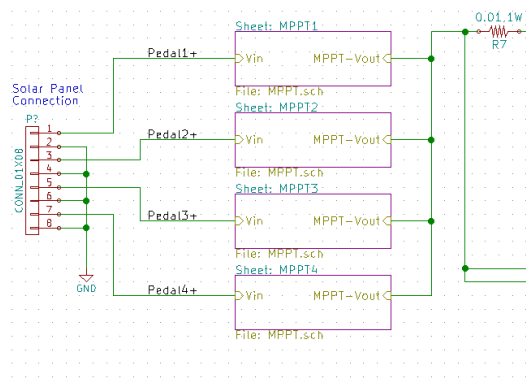 0.01,1W
R7
Sheet: MPPT1
Pedal1+
Vin
MPPT-Vout
File: MPPT.sch
Solar Panel
Connection
P?
CONN_01X08
1
2
3
4
5
6
7
8
GND
Sheet: MPPT2
Pedal2+
Vin
MPPT-Vout
File: MPPT.sch
Sheet: MPPT3
Pedal3+
Vin
MPPT-Vout
File: MPPT.sch
Sheet: MPPT4
Pedal4+
Vin
MPPT-Vout
File: MPPT.sch